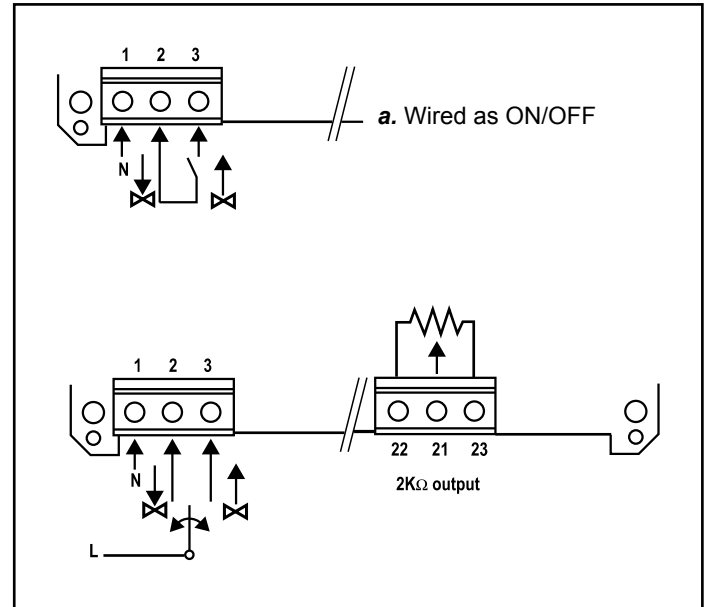 1 2 3
a. Wired as ON/OFF
N
1 2 3
N
22 21 23
2KΩ output
L